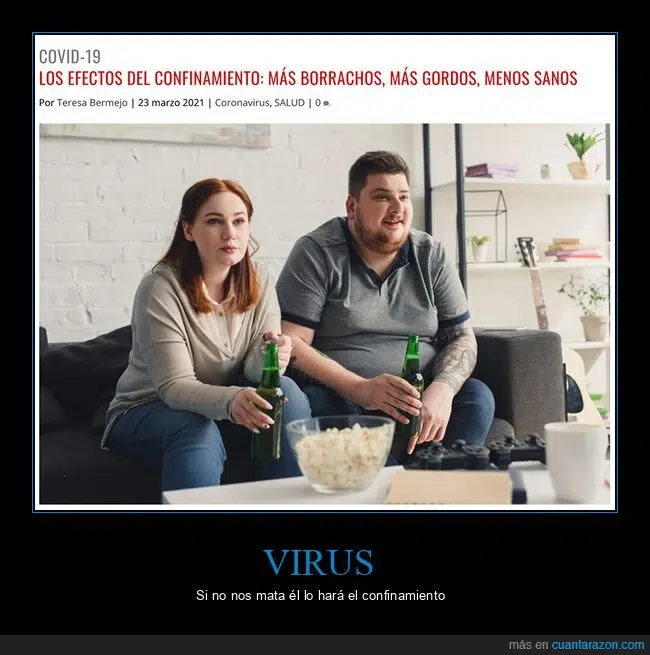 COVID-19
LOS EFECTOS DEL CONFINAMIENTO: MÁS BORRACHOS, MÁS GORDOS, MENOS SANOS
Por Teresa Bermejo | 23 marzo 2021 | Coronavirus, SALUD | 0
VIRUS
Si no nos mata él lo hará el confinamiento
más en cuantarazon.com